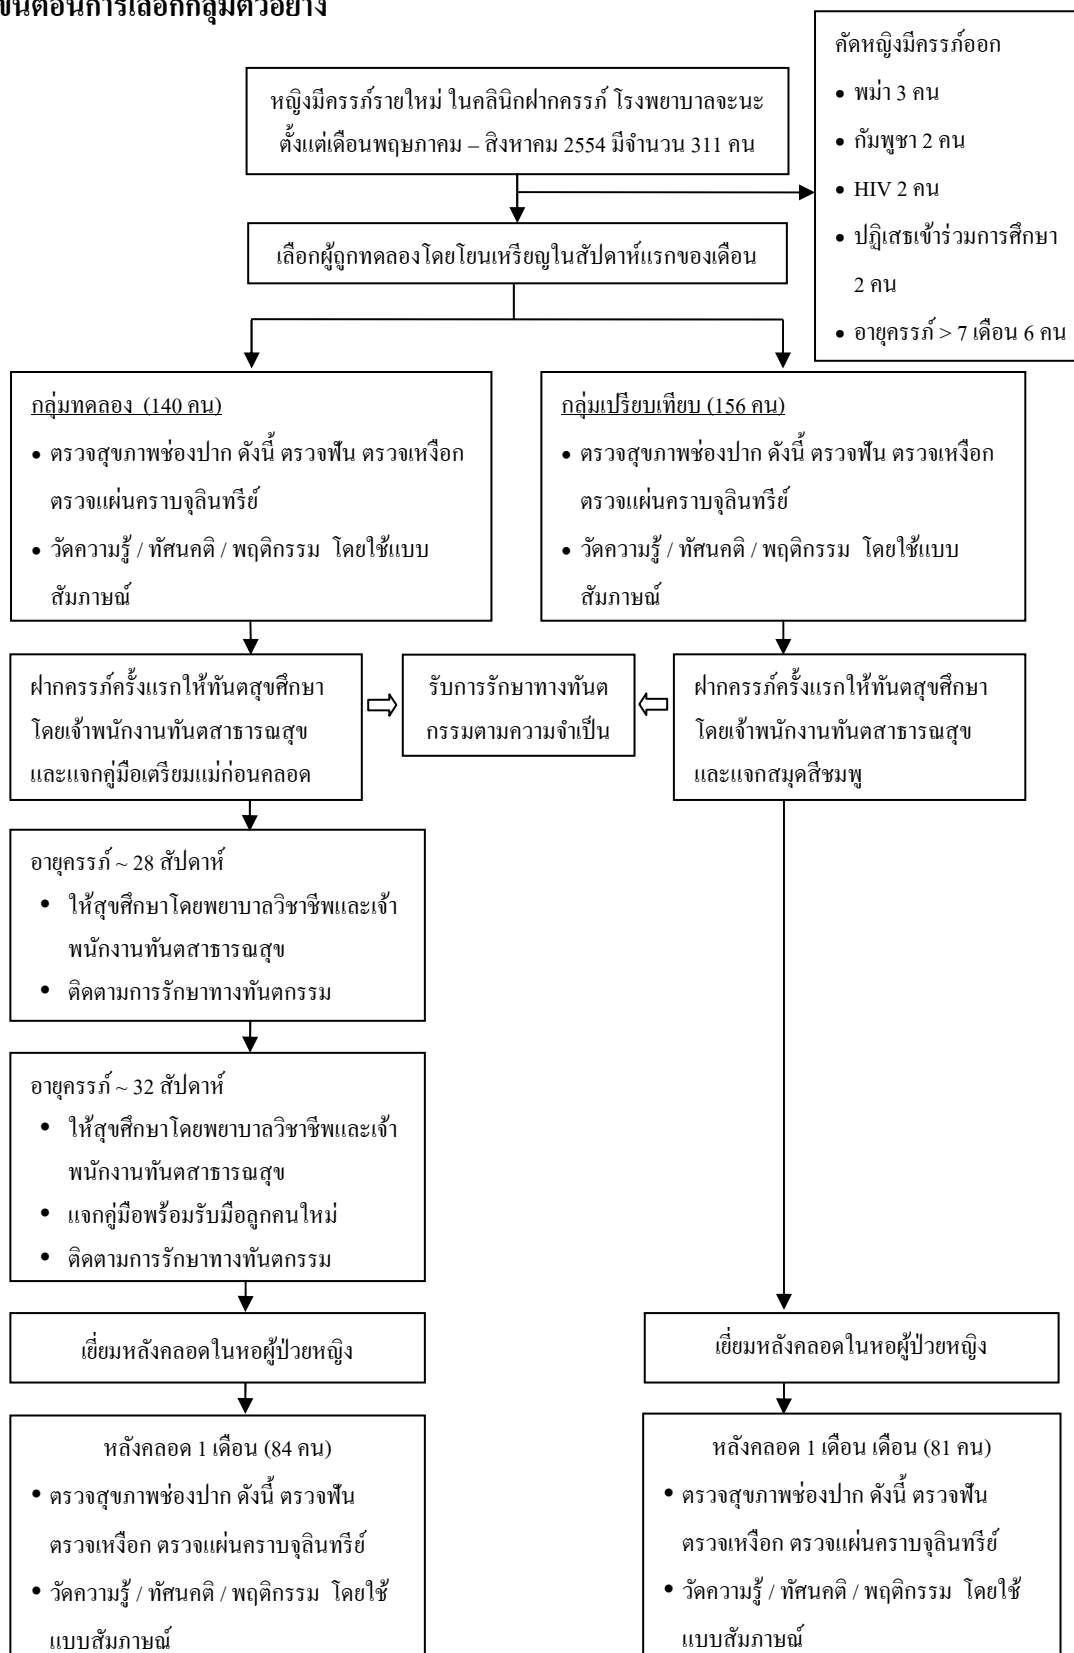 ขั้นตอนการเลือกกลุ่มตัวอย่าง
คัดหญิงมีครรภ์ออก
• พม่า 3 คน
• กัมพูชา 2 คน
• HIV 2 คน
• ปฏิเสธเข้าร่วมการศึกษา
2 คน
• อายุครรภ์ > 7 เดือน 6 คน
หญิงมีครรภ์รายใหม่ ในคลินิกฝากครรภ์ โรงพยาบาลจะนะ
ตั้งแต่เดือนพฤษภาคม – สิงหาคม 2554 มีจำนวน 311 คน
เลือกผู้ถูกทดลองโดยโยนเหรียญในสัปดาห์แรกของเดือน
กลุ่มทดลอง (140 คน)
• ตรวจสุขภาพช่องปาก ดังนี้ ตรวจฟัน ตรวจเหงือก
ตรวจแผ่นคราบจุลินทรีย์
• วัดความรู้ / ทัศนคติ / พฤติกรรม โดยใช้แบบ
สัมภาษณ์
กลุ่มเปรียบเทียบ (156 คน)
• ตรวจสุขภาพช่องปาก ดังนี้ ตรวจฟัน ตรวจเหงือก
ตรวจแผ่นคราบจุลินทรีย์
• วัดความรู้ / ทัศนคติ / พฤติกรรม โดยใช้แบบ
สัมภาษณ์
ฝากครรภ์ครั้งแรกให้ทันตสุขศึกษา
โดยเจ้าพนักงานทันตสาธารณสุข
และแจกคู่มือเตรียมแม่ก่อนคลอด
รับการรักษาทางทันต
กรรมตามความจำเป็น
ฝากครรภ์ครั้งแรกให้ทันตสุขศึกษา
โดยเจ้าพนักงานทันตสาธารณสุข
และแจกสมุดสีชมพู
อายุครรภ์ ~ 28 สัปดาห์
• ให้สุขศึกษาโดยพยาบาลวิชาชีพและเจ้า
พนักงานทันตสาธารณสุข
• ติดตามการรักษาทางทันตกรรม
อายุครรภ์ ~ 32 สัปดาห์
• ให้สุขศึกษาโดยพยาบาลวิชาชีพและเจ้า
พนักงานทันตสาธารณสุข
• แจกคู่มือพร้อมรับมือลูกคนใหม่
• ติดตามการรักษาทางทันตกรรม
เยี่ยมหลังคลอดในหอผู้ป่วยหญิง
เยี่ยมหลังคลอดในหอผู้ป่วยหญิง
หลังคลอด 1 เดือน (84 คน)
• ตรวจสุขภาพช่องปาก ดังนี้ ตรวจฟัน
ตรวจเหงือก ตรวจแผ่นคราบจุลินทรีย์
• วัดความรู้ / ทัศนคติ / พฤติกรรม โดยใช้
แบบสัมภาษณ์
หลังคลอด 1 เดือน เดือน (81 คน)
• ตรวจสุขภาพช่องปาก ดังนี้ ตรวจฟัน
ตรวจเหงือก ตรวจแผ่นคราบจุลินทรีย์
• วัดความรู้ / ทัศนคติ / พฤติกรรม โดยใช้
แบบสัมภาษณ์